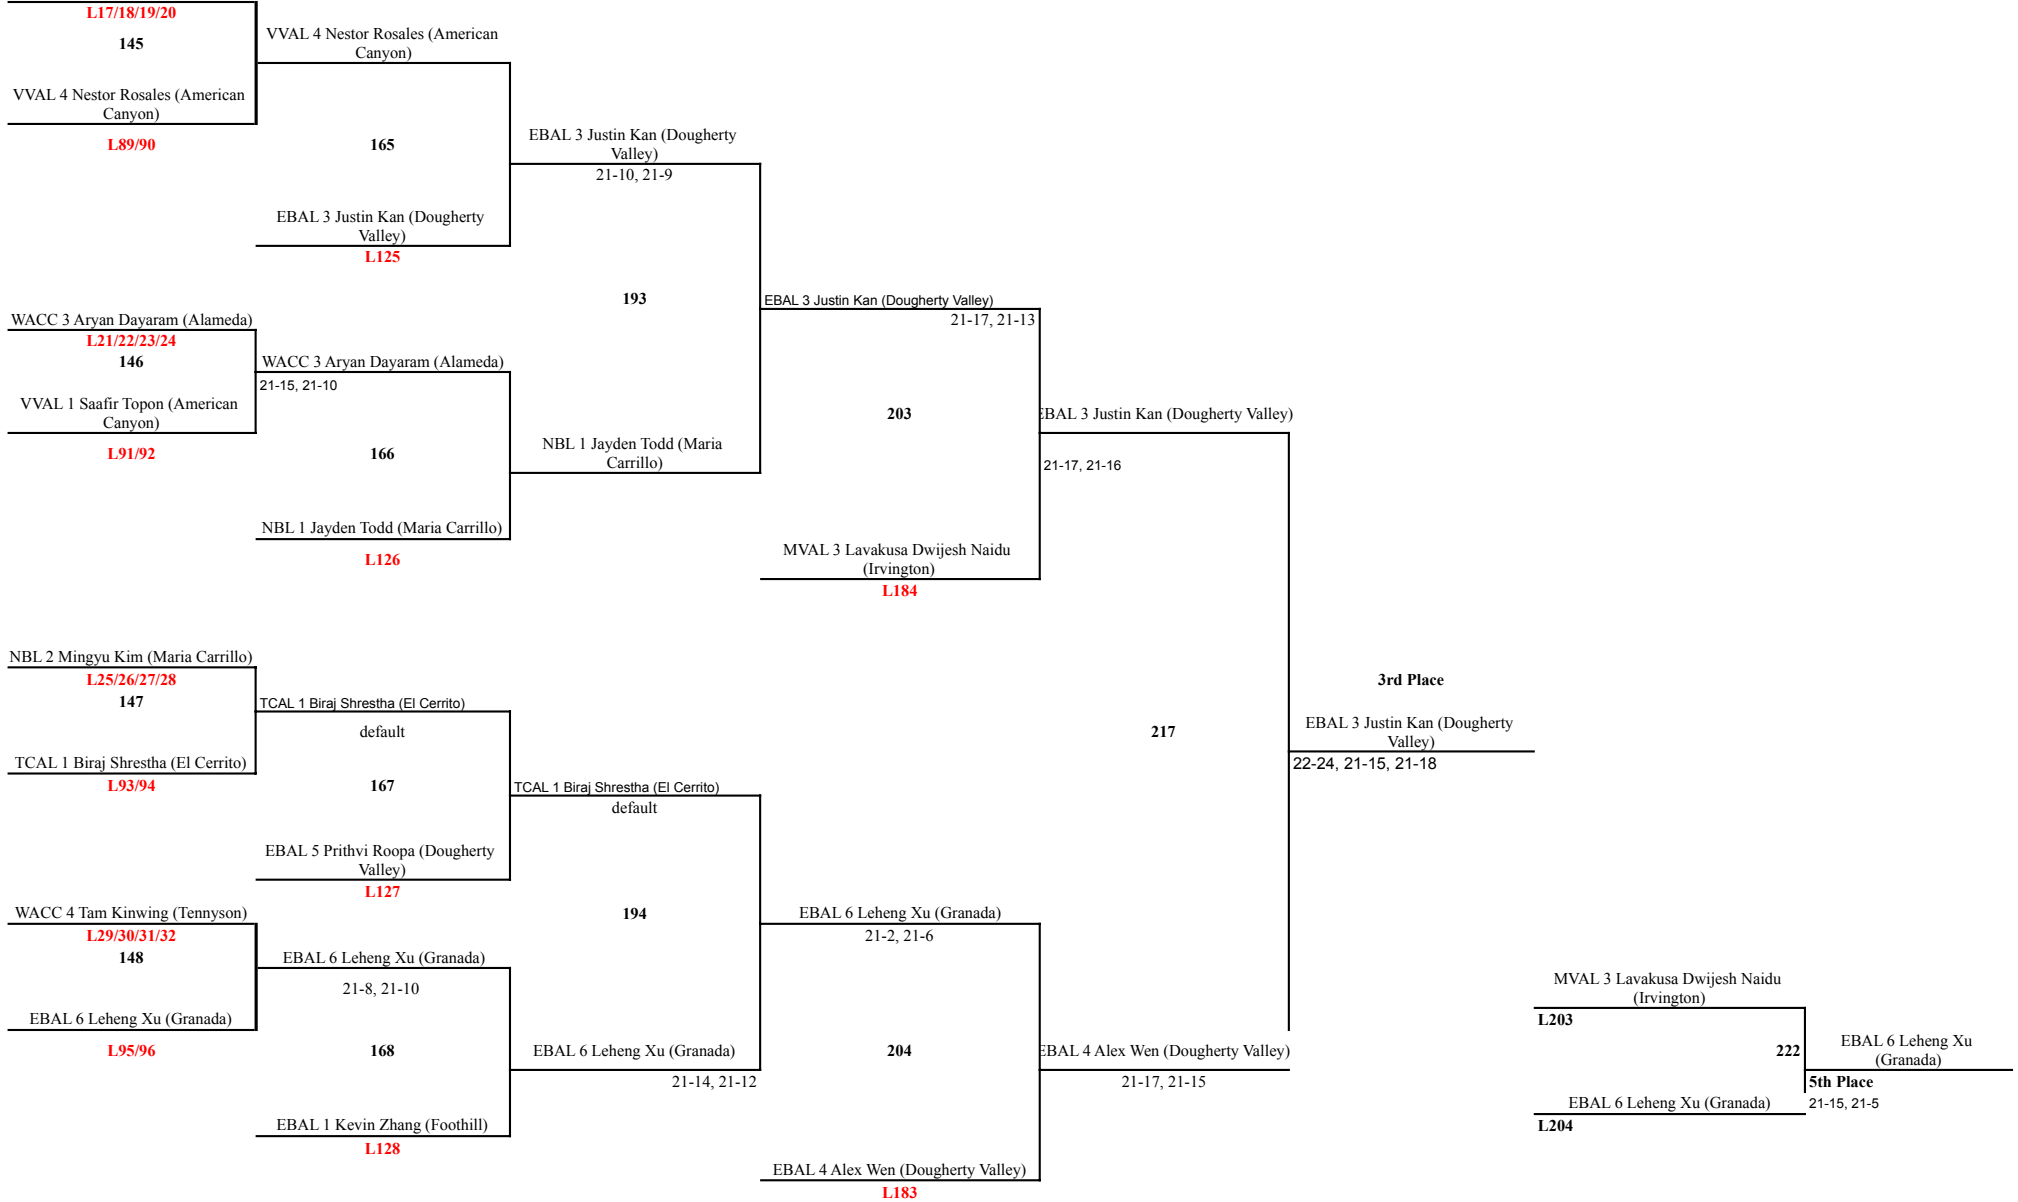 L17/18/19/20
145
VVAL 4 Nestor Rosales (American
Canyon)
VVAL 4 Nestor Rosales (American
Canyon)
L89/90
165
EBAL 3 Justin Kan (Dougherty
Valley)
21-10, 21-9
EBAL 3 Justin Kan (Dougherty
Valley)
L125
193
WACC 3 Aryan Dayaram (Alameda)
L21/22/23/24
146
WACC 3 Aryan Dayaram (Alameda)
21-15, 21-10
VVAL 1 Saafir Topon (American
Canyon)
L91/92
166
NBL 1 Jayden Todd (Maria
Carrillo)
NBL 1 Jayden Todd (Maria Carrillo)
L126
EBAL 3 Justin Kan (Dougherty Valley)
21-17, 21-13
203
EBAL 3 Justin Kan (Dougherty Valley)
21-17, 21-16
MVAL 3 Lavakusa Dwijesh Naidu
(Irvington)
L184
NBL 2 Mingyu Kim (Maria Carrillo)
L25/26/27/28
147
TCAL 1 Biraj Shrestha (El Cerrito)
default
TCAL 1 Biraj Shrestha (El Cerrito)
L93/94
167
TCAL 1 Biraj Shrestha (El Cerrito)
default
EBAL 5 Prithvi Roopa (Dougherty
Valley)
L127
217
3rd Place
EBAL 3 Justin Kan (Dougherty
Valley)
22-24, 21-15, 21-18
WACC 4 Tam Kinwing (Tennyson)
L29/30/31/32
148
194
EBAL 6 Leheng Xu (Granada)
21-2, 21-6
EBAL 6 Leheng Xu (Granada)
21-8, 21-10
EBAL 6 Leheng Xu (Granada)
L95/96
168
EBAL 6 Leheng Xu (Granada)
21-14, 21-12
204
EBAL 4 Alex Wen (Dougherty Valley)
21-17, 21-15
EBAL 1 Kevin Zhang (Foothill)
L128
EBAL 4 Alex Wen (Dougherty Valley)
L183
MVAL 3 Lavakusa Dwijesh Naidu
(Irvington)
L203
222
EBAL 6 Leheng Xu
(Granada)
5th Place
21-15, 21-5
EBAL 6 Leheng Xu (Granada)
L204